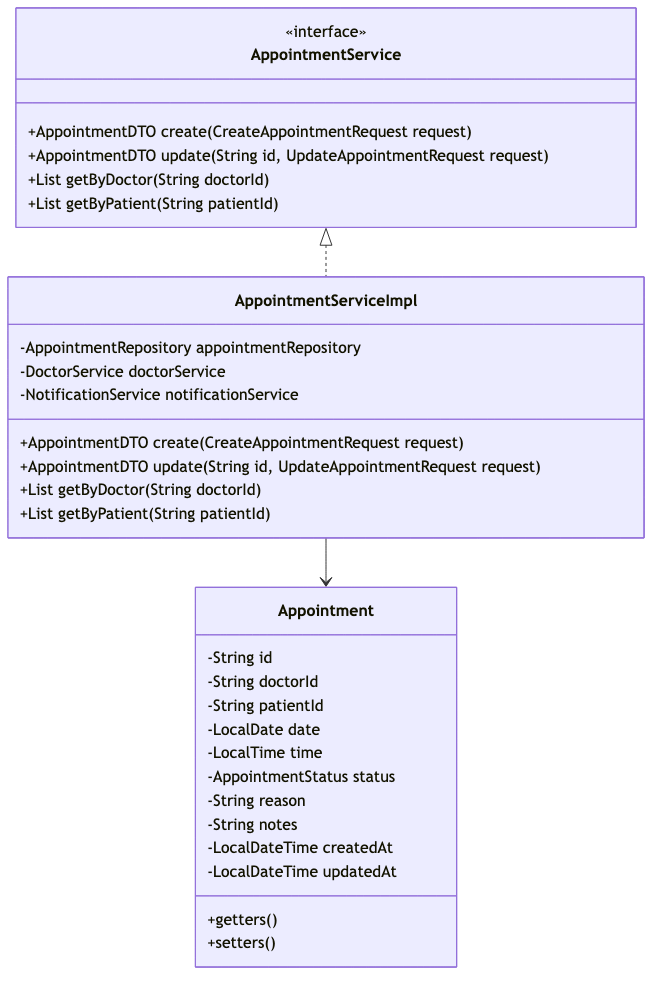 «interface»
AppointmentService
+AppointmentDTO create(CreateAppointmentRequest request)
+AppointmentDTO update(String id, UpdateAppointmentRequest request)
+List getByDoctor(String doctorId)
+List getByPatient(String patientId)
AppointmentServiceImpl
-AppointmentRepository appointmentRepository
-DoctorService doctorService
-NotificationService notificationService
+AppointmentDTO create(CreateAppointmentRequest request)
+AppointmentDTO update(String id, UpdateAppointmentRequest request)
+List getByDoctor(String doctorId)
+List getByPatient(String patientId)
Appointment
-String id
-String doctorId
-String patientId
-LocalDate date
-LocalTime time
-AppointmentStatus status
-String reason
-String notes
-LocalDateTime createdAt
-LocalDateTime updatedAt
+getters()
+setters()